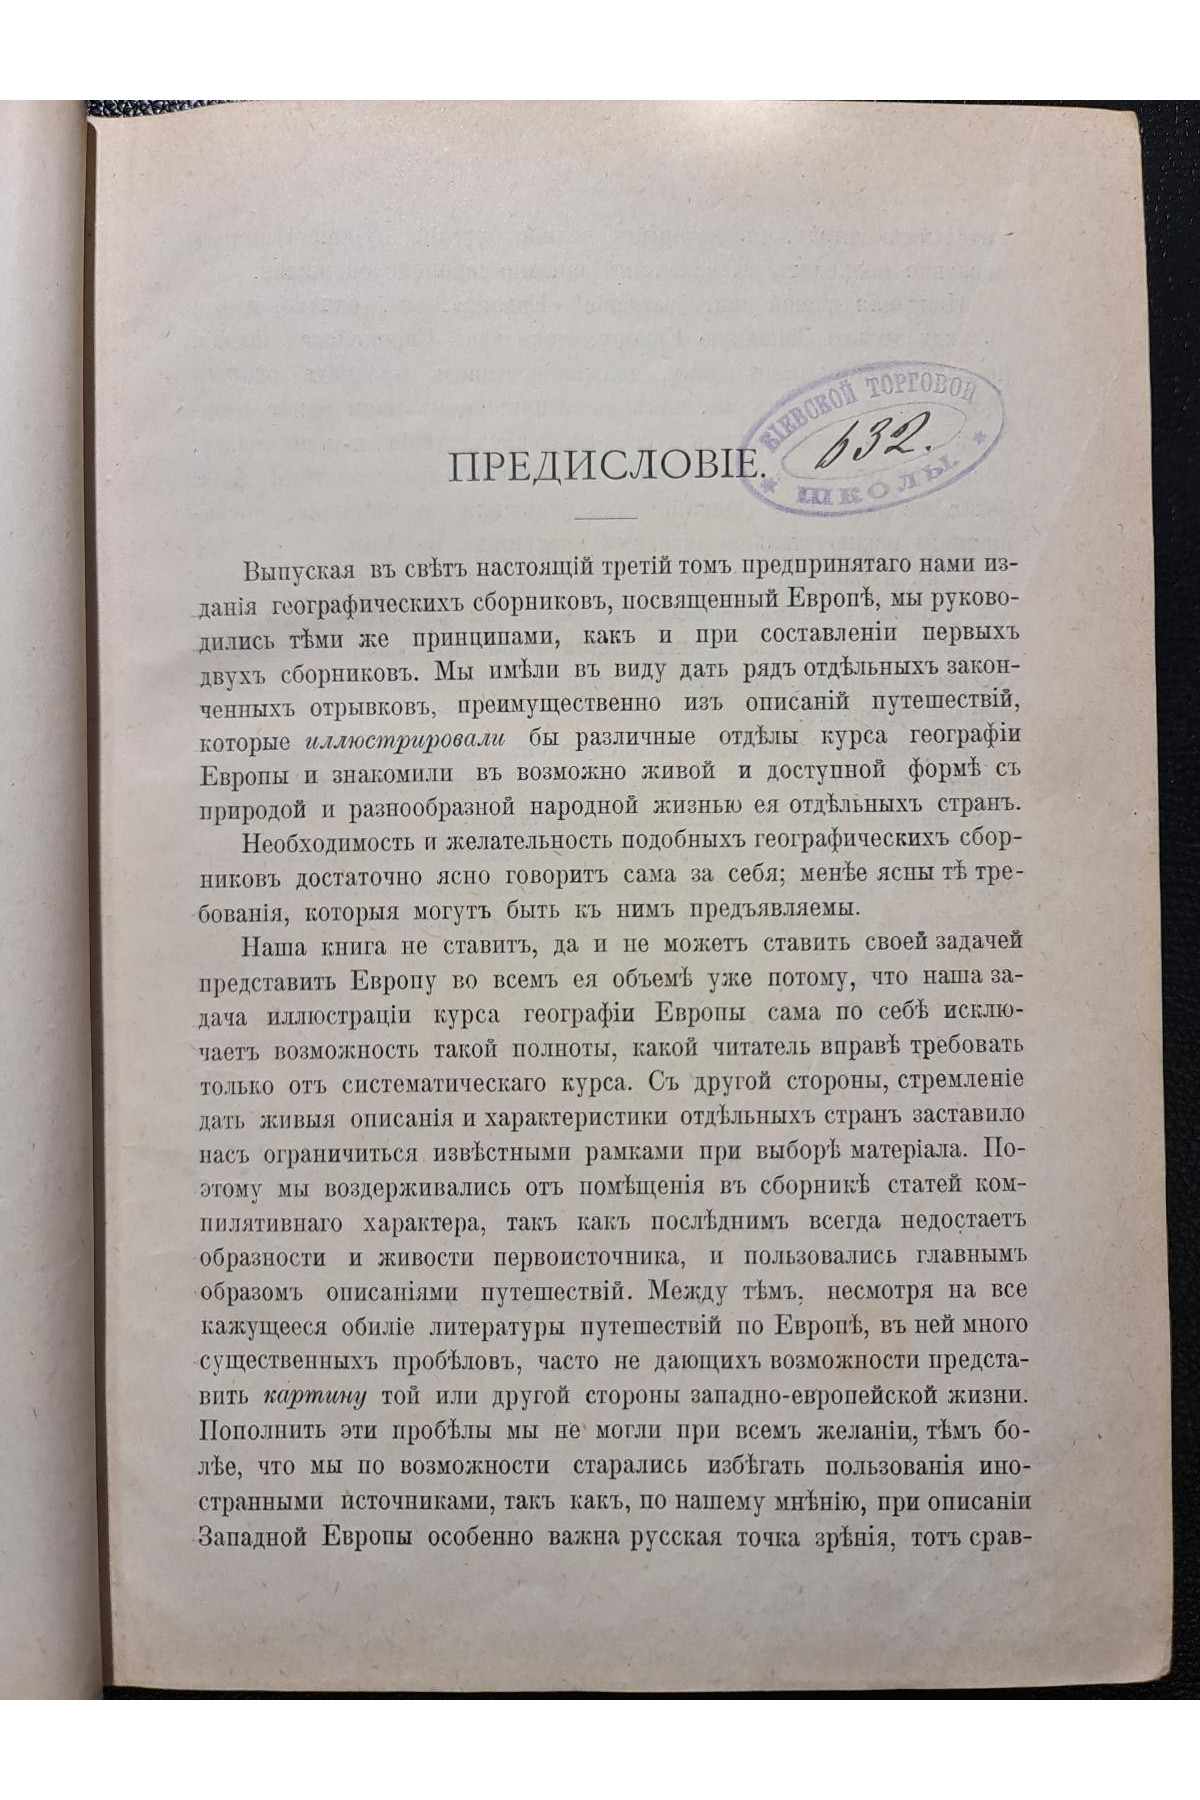 КІЕВСКОЙ ТОРГОВОЙ
632.
ШКОЛЫ
ПРЕДИСЛОВІЕ.
Выпуская въ свѣтъ настоящій третій томъ предпринятаго нами из-
данія географическихъ сборниковъ, посвященный Европѣ, мы руково-
дились тѣми же принципами, какъ и при составленіи первыхъ
двухъ сборниковъ. Мы имѣли въ виду дать рядъ отдѣльныхъ закон-
ченныхъ отрывковъ, преимущественно изъ описаній путешествій,
которые иллюстрировали бы различные отдѣлы курса географіи
Европы и знакомили въ возможно живой и доступной формѣ съ
природой и разнообразной народной жизнью ея отдѣльныхъ стран.
Необходимость и желательность подобныхъ географическихъ сбор-
никовъ достаточно ясно говоритъ сама за себя; менѣе ясны тѣ тре-
бованія, которыя могутъ быть къ нимъ предъявляемы.
Наша книга не ставитъ, да и не можетъ ставить своей задачей
представить Европу во всемъ ея объемѣ уже потому, что наша за-
дача иллюстраціи курса географіи Европы сама по себѣ исклю-
чаетъ возможность такой полноты, какой читатель вправѣ требовать
только отъ систематическаго курса. Съ другой стороны, стремленіе
дать живыя описанія и характеристики отдѣльныхъ стран заставило
насъ ограничиться извѣстными рамками при выборѣ матеріала. По-
этому мы воздерживались отъ помѣщенія въ сборникѣ статей ком-
пилятивнаго характера, такъ какъ послѣднимъ всегда недостаетъ
образности и живости первоисточника, и пользовались главнымъ
образомъ описаніями путешествій. Между тѣмъ, несмотря на все
кажущееся обиліе литературы путешествій по Европѣ, въ ней много
существенныхъ пробѣловъ, часто не дающихъ возможности предста-
вить картину той или другой стороны западно-европейской жизни.
Пополнить эти пробѣлы мы не могли при всемъ желаніи, тѣмъ бо-
лѣе, что мы по возможности старались избѣгать пользованія ино-
странными источниками, такъ какъ, по нашему мнѣнію, при описаніи
Западной Европы особенно важна русская точка зрѣнія, тотъ срав-